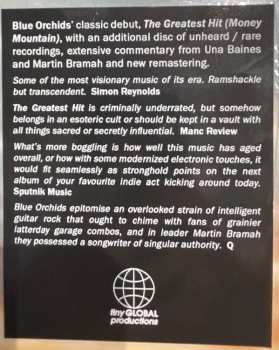 Blue Orchids' classic debut, The Greatest Hit (Money
Mountain), with an additional disc of unheard /
rare recordings, extensive commentary from Una Baines
and Martin Bramah and new remastering.
Some of the most visionary music of its era. Ramshackle
but transcendent. Simon Reynolds
The Greatest Hit is criminally underrated, but somehow
belongs in an esoteric cult or should be kept in a vault with
all things sacred or secretly influential. Manc Review
What's more boggling is how well this music has aged
overall, or how with some modernized electronic touches, it
would fit seamlessly as stronghold points on the next
album of your favourite indie act kicking around today.
Sputnik Music
Blue Orchids epitomise an overlooked strain of intelligent
guitar rock that ought to chime with fans of grainier
latterday garage combos, and in leader Martin Bramah
they possessed a songwriter of singular authority. Q
tiny GLOBAL
productions